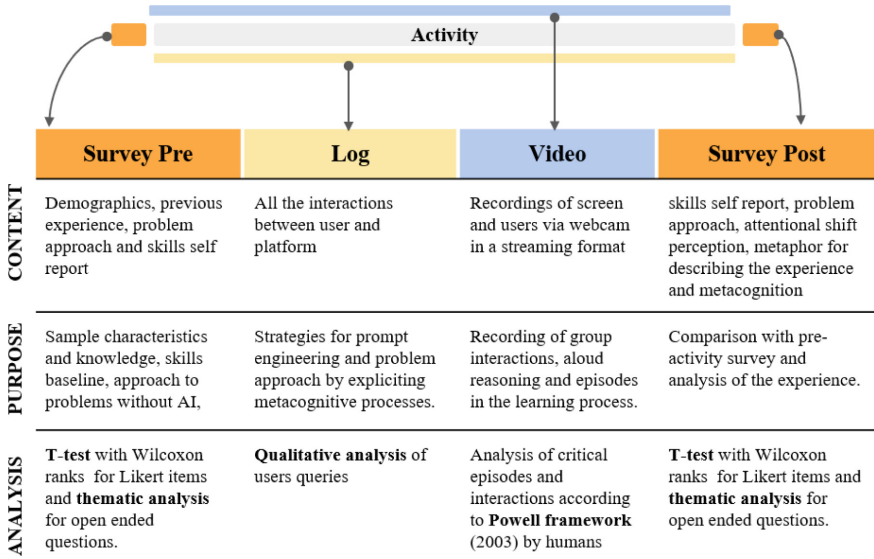 Activity
Survey Pre
Log
Video
Survey Post
CONTENT
Demographics, previous
experience, problem
approach and skills self
report
All the interactions
between user and
platform
Recordings of screen
and users via webcam
in a streaming format
skills self report, problem
approach, attentional shift
perception, metaphor for
describing the experience
and metacognition
PURPOSE
Sample characteristics
and knowledge, skills
baseline, approach to
problems without AI,
Strategies for prompt
engineering and problem
approach by expliciting
metacognitive processes.
Recording of group
interactions, aloud
reasoning and episodes
in the learning process.
Comparison with pre-
activity survey and
analysis of the experience.
ANALYSIS
T-test with Wilcoxon
ranks for Likert items
and thematic analysis
for open ended
questions.
Qualitative analysis of
users queries
Analysis of critical
episodes and
interactions according
to Powell framework
(2003) by humans
T-test with Wilcoxon
ranks for Likert items and
thematic analysis for
open ended questions.